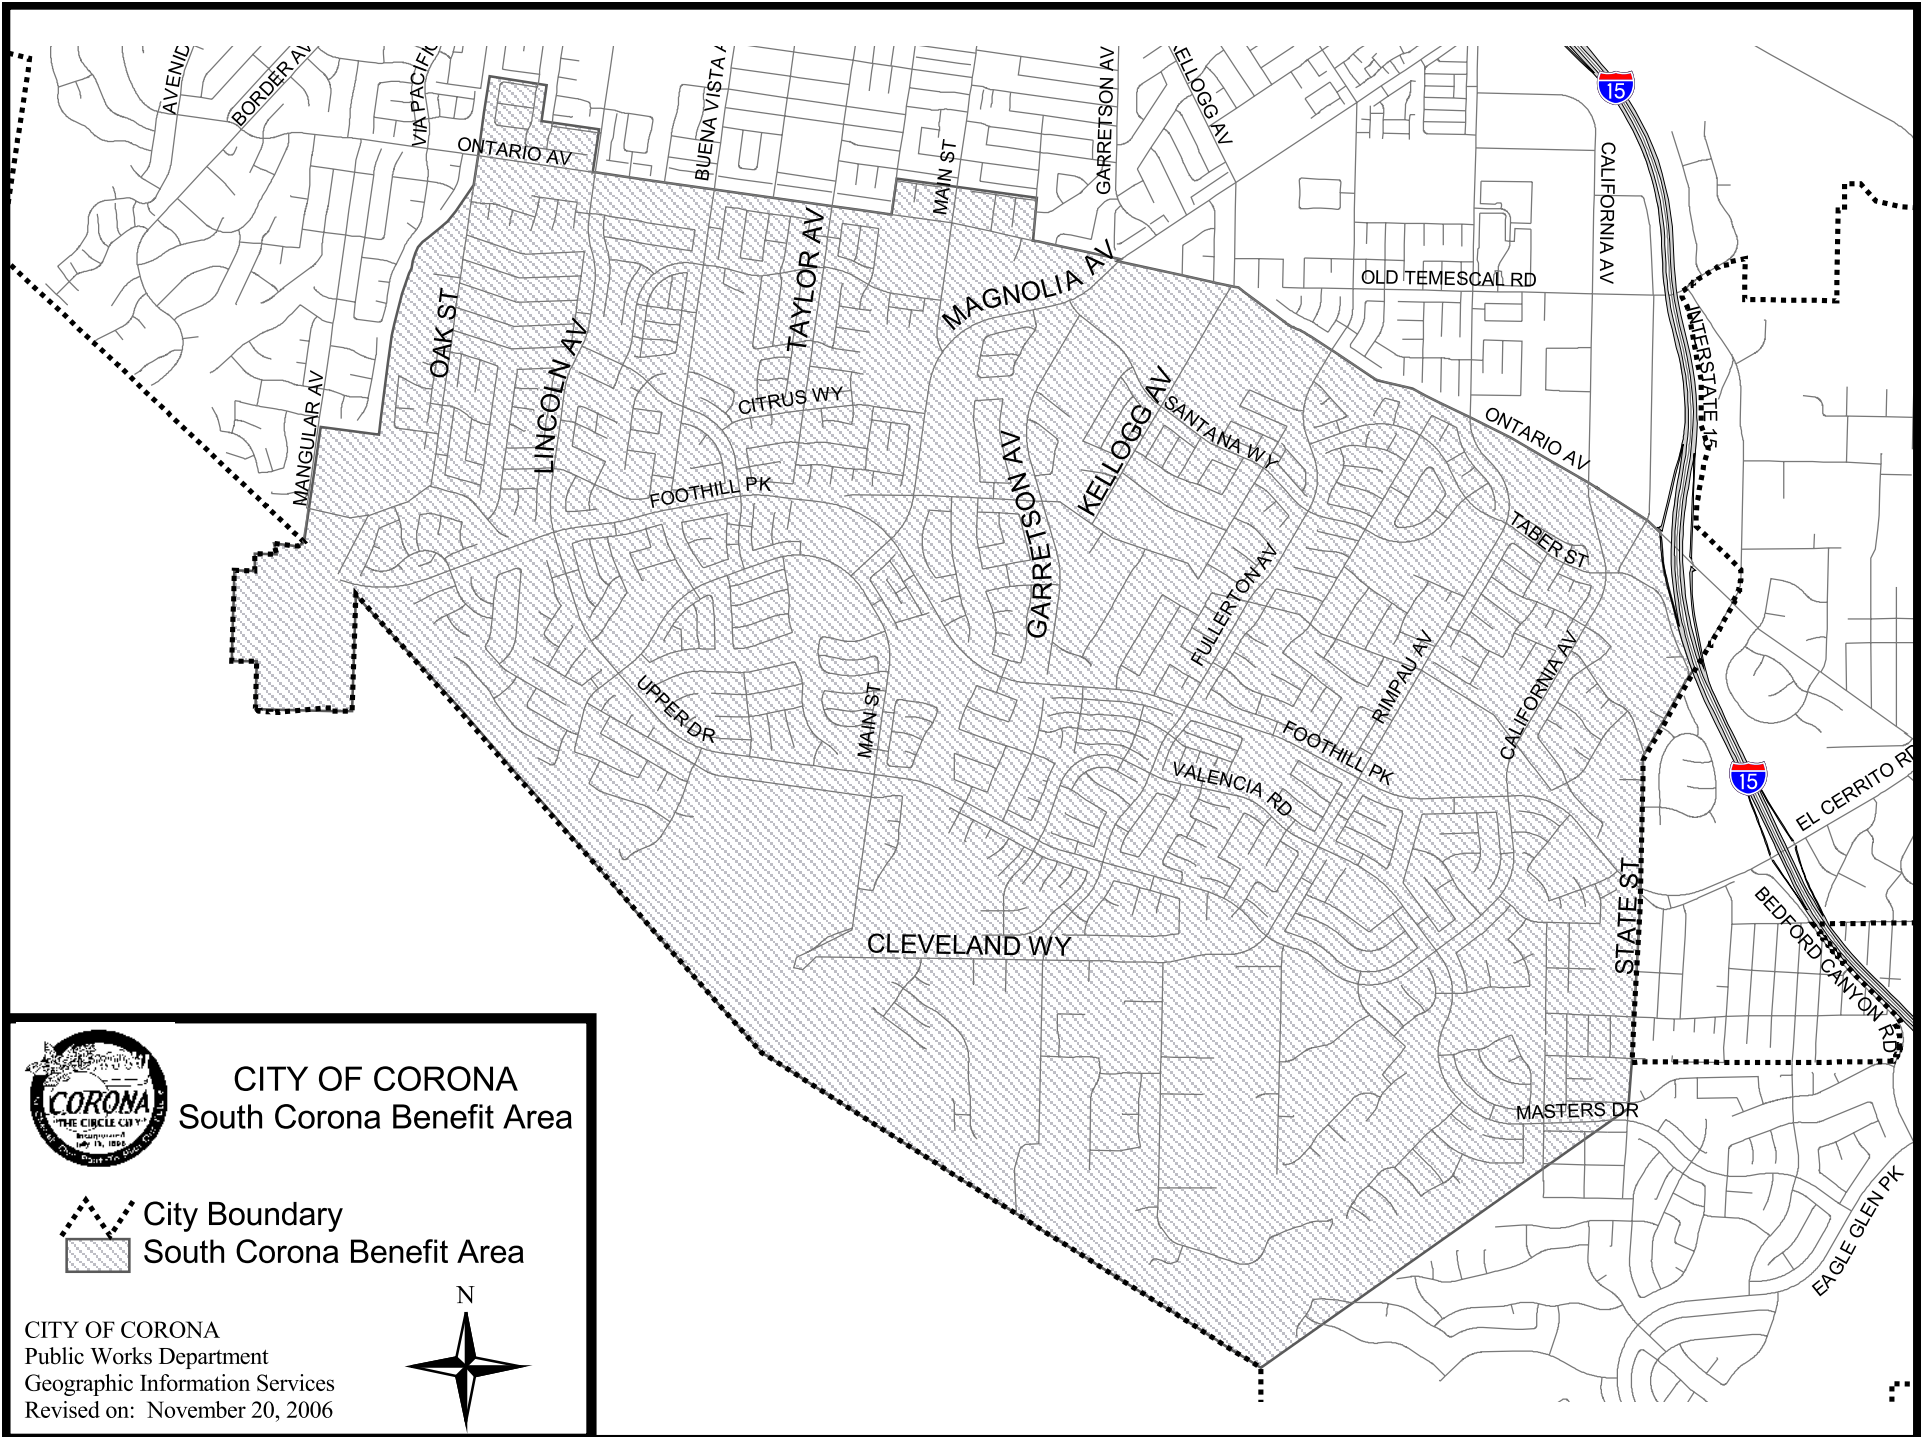 AVENID
BORDER AV
VIA PACIFIC
BUENA VISTA A
GARRETSON AV
ELLOGG AV
15
ONTARIO AV
MAIN ST
CALIFORNIA AV
TAYLOR AV
MAGNOLIA AV
OLD TEMESCAL RD
OAK ST
LINCOLN AV
INTERSTATE 15
MANGULAR AV
CITRUS WY
KELLOGG AV
SANTANA WY
ONTARIO AV
FOOTHILL PK
GARRETSON AV
TABER ST
FULLERTON AV
RIMPAU AV
CALIFORNIA AV
UPPER DR
MAIN ST
FOOTHILL PK
VALENCIA RD
15
EL CERRITO RD
STATE ST
BEDFORD CANYON RD
CLEVELAND WY
MASTERS DR
EAGLE GLEN PK
CORONA
"THE CIRCLE CITY"
CITY OF CORONA
South Corona Benefit Area
City Boundary
South Corona Benefit Area
N
CITY OF CORONA
Public Works Department
Geographic Information Services
Revised on: November 20, 2006